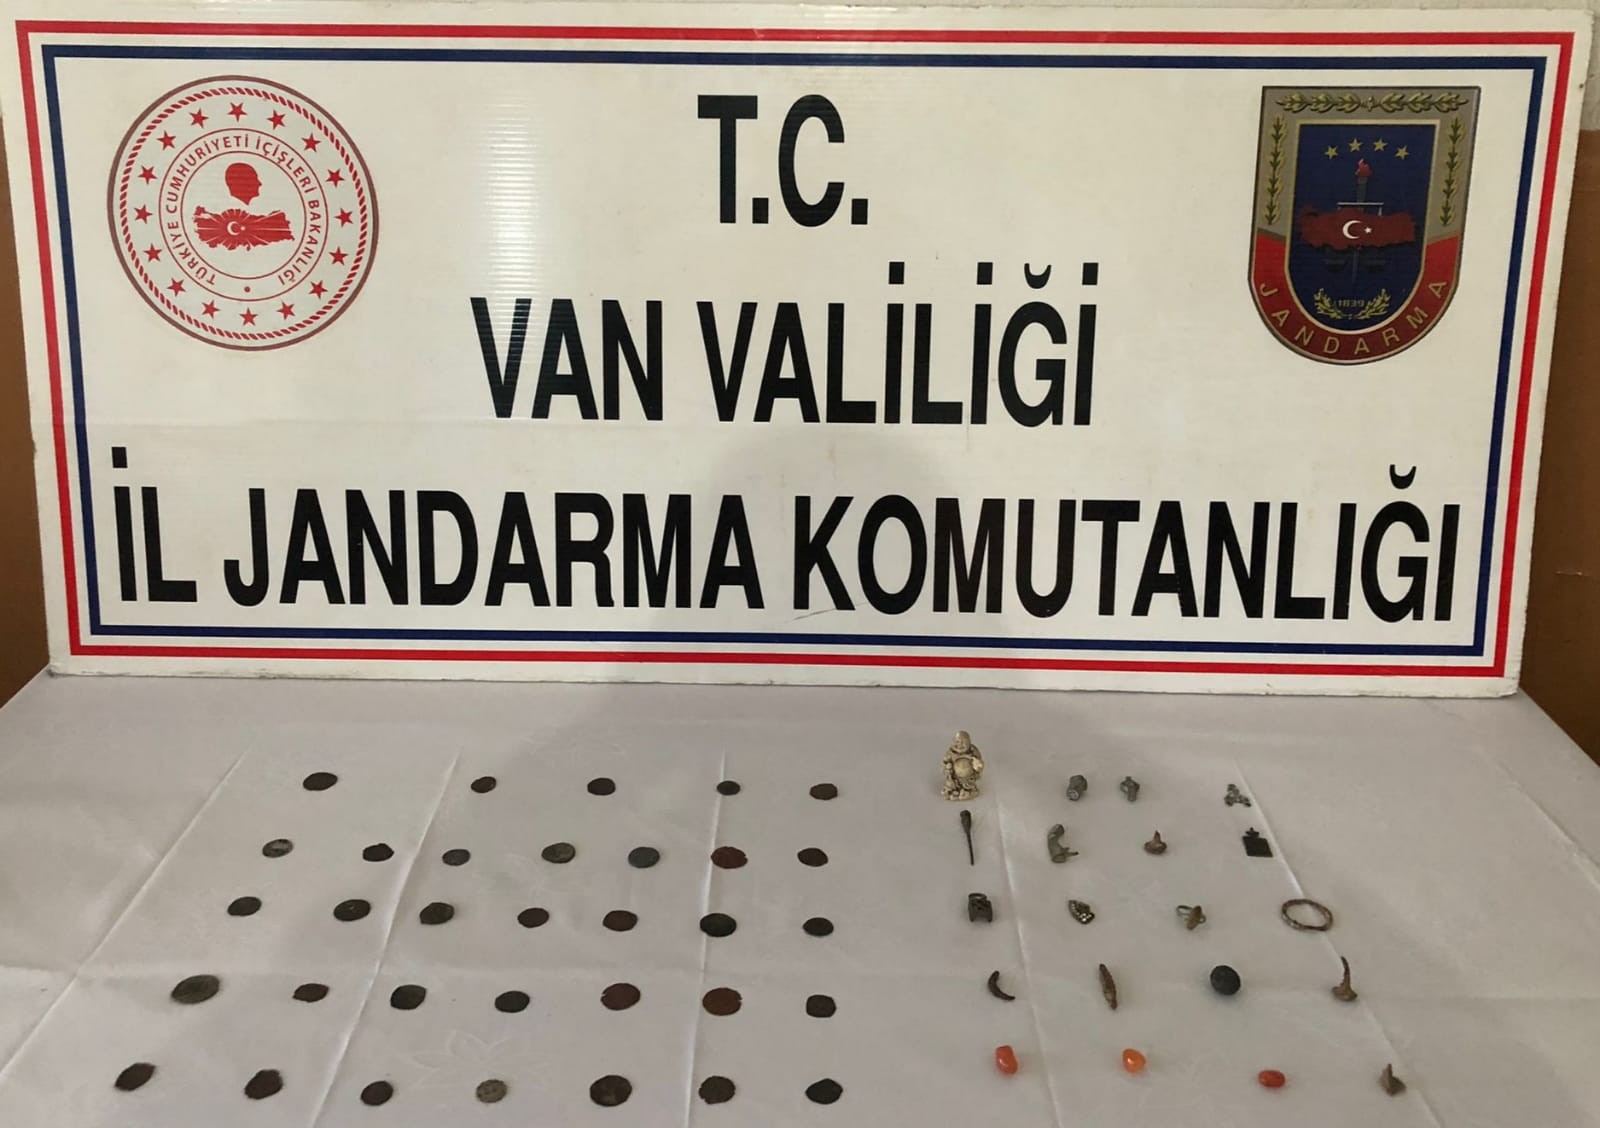 TÜRKİYE CUMHURİYETİ İÇİŞLERİ BAKANLIĞI
T.C.
VAN VALİLİĞİ
İL JANDARMA KOMUTANLIĞI
1839
JANDARMA